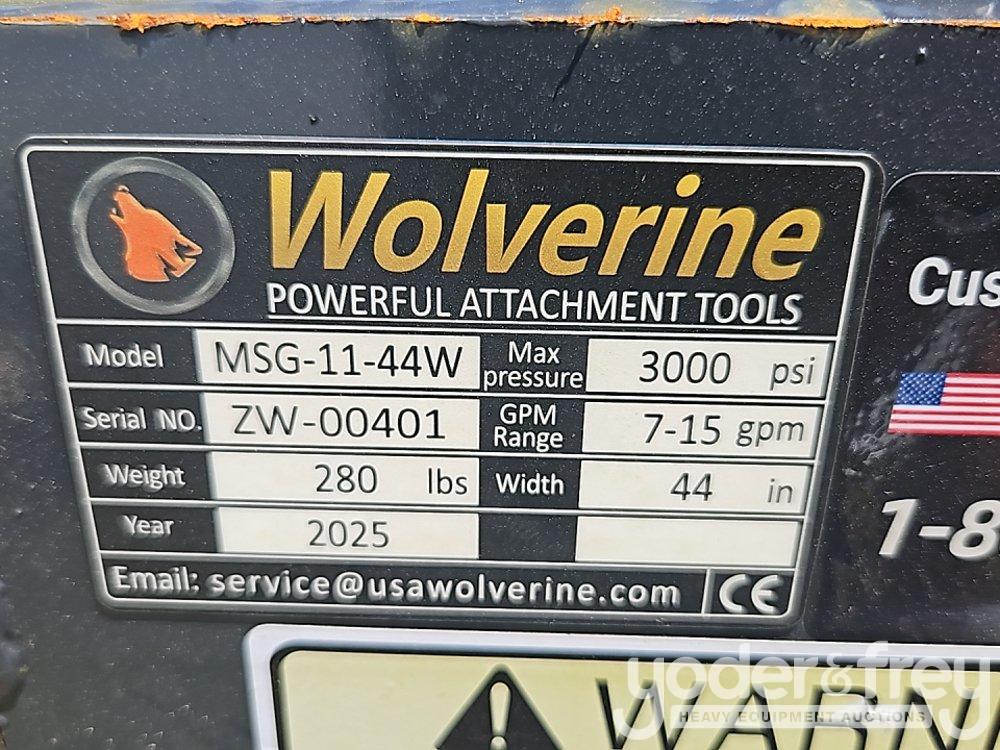 Wolverine
POWERFUL ATTACHMENT TOOLS
Model MSG-11-44W Max pressure 3000 psi
Serial NO. ZW-00401 GPM Range 7-15 gpm
Weight 280 lbs Width 44 in
Year 2025
Email: service@usawolverine.com CE
Cus
1-8
WARN
yoder & frey
HEAVY EQUIPMENT AUCTIONS